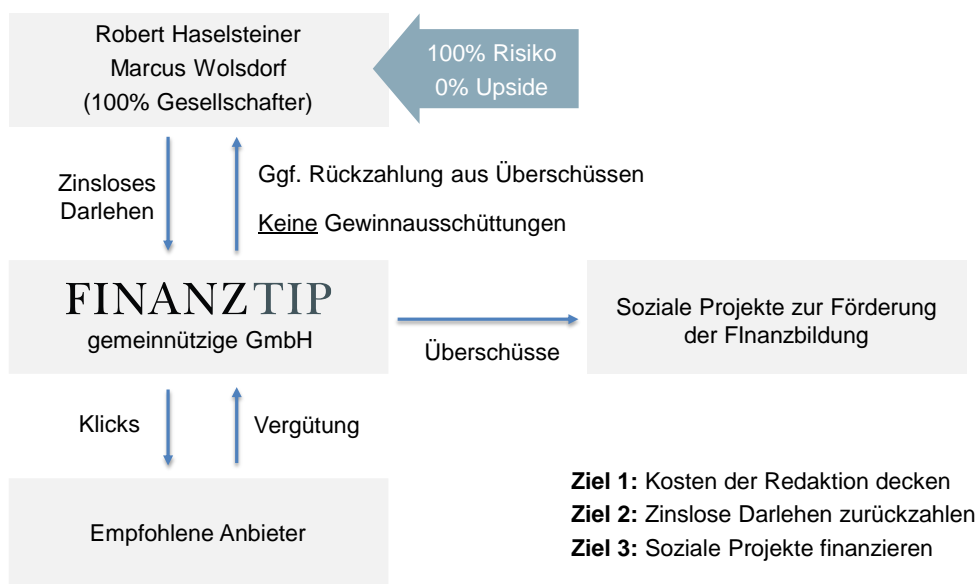 Robert Haselsteiner
Marcus Wolsdorf
(100% Gesellschafter)
100% Risiko
0% Upside
Zinsloses
Darlehen
Ggf. Rückzahlung aus Überschüssen
Keine Gewinnausschüttungen
FINANZTIP
gemeinnützige GmbH
Überschüsse
Soziale Projekte zur Förderung
der FInanzbildung
Klicks
Vergütung
Empfohlene Anbieter
Ziel 1: Kosten der Redaktion decken
Ziel 2: Zinslose Darlehen zurückzahlen
Ziel 3: Soziale Projekte finanzieren